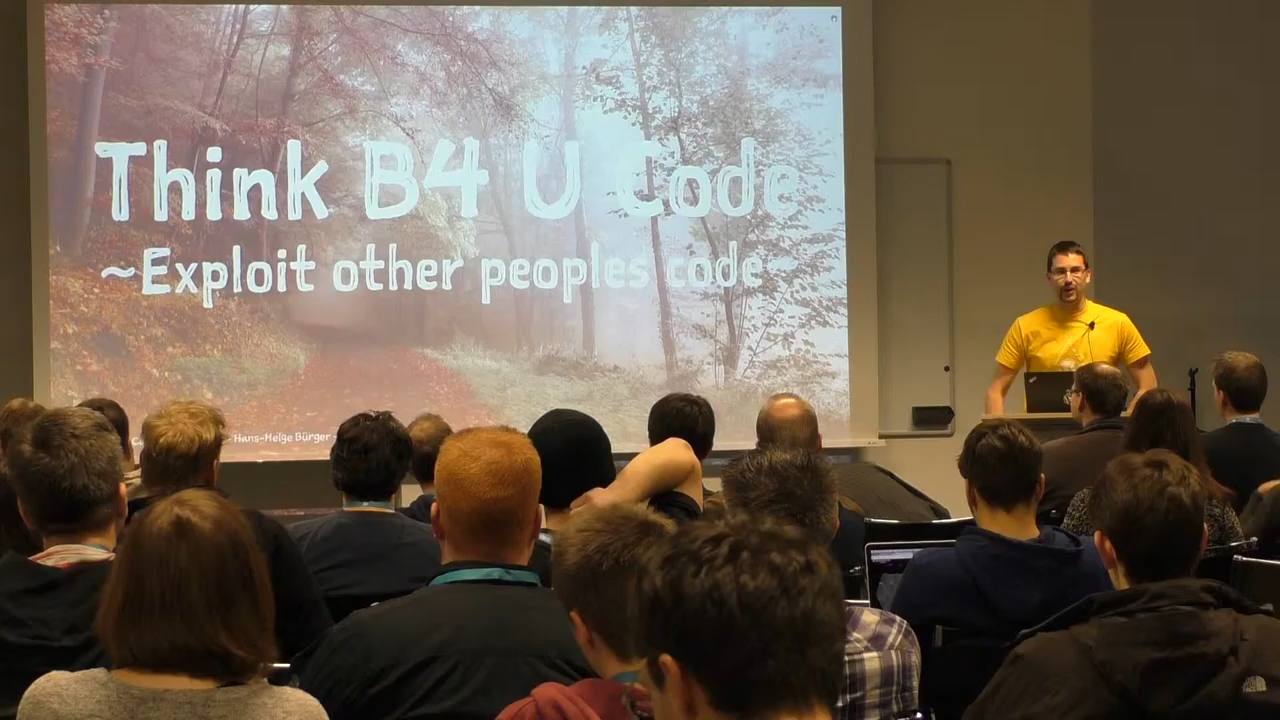 Think B4 U Code
~Exploit other peoples code~
Hans-Helge Bürger